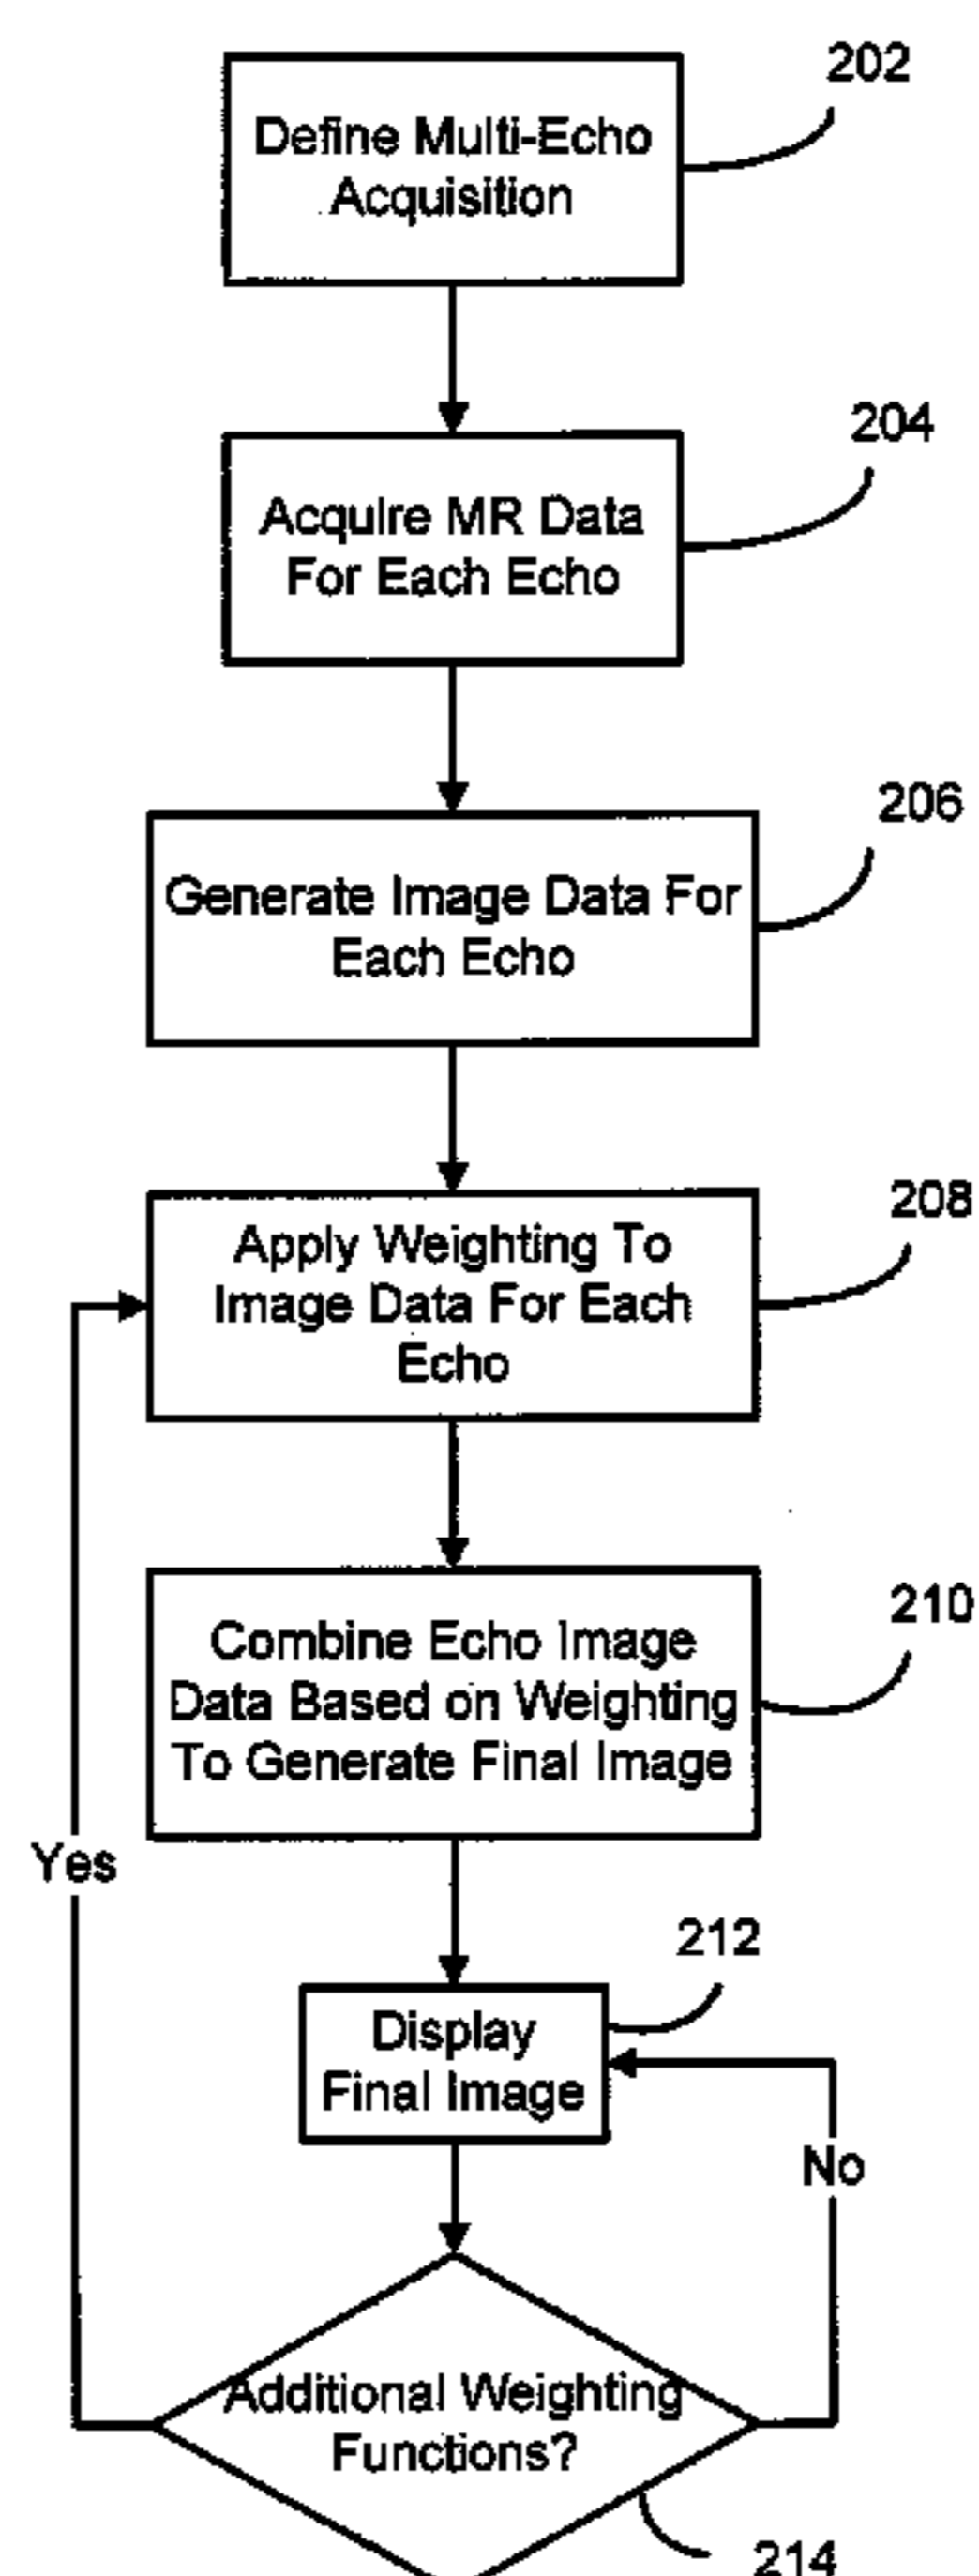 202
Define Multi-Echo
Acquisition
204
Acquire MR Data
For Each Echo
206
Generate Image Data For
Each Echo
208
Apply Weighting To
Image Data For Each
Echo
210
Combine Echo Image
Data Based on Weighting
To Generate Final Image
Yes
212
Display
Final Image
No
Additional Weighting
Functions?
214